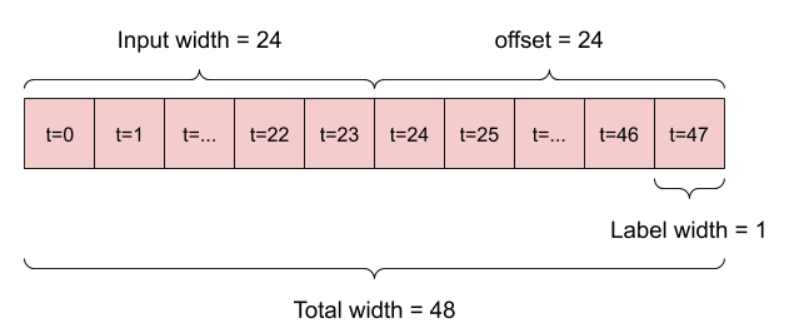 Input width = 24 offset = 24
t=0 t=1 t=... t=22 t=23 t=24 t=25 t=... t=46 t=47
Label width = 1
Total width = 48